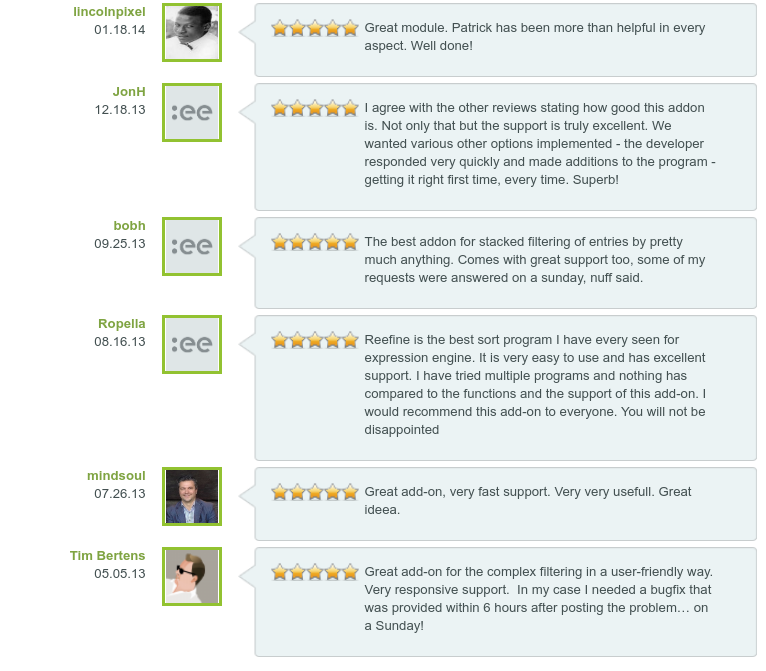 lincolnpixel
01.18.14
Great module. Patrick has been more than helpful in every
aspect. Well done!
JonH
12.18.13
:ee
I agree with the other reviews stating how good this addon
is. Not only that but the support is truly excellent. We
wanted various other options implemented - the developer
responded very quickly and made additions to the program -
getting it right first time, every time. Superb!
bobh
09.25.13
:ee
The best addon for stacked filtering of entries by pretty
much anything. Comes with great support too, some of my
requests were answered on a sunday, nuff said.
Ropella
08.16.13
:ee
Reefine is the best sort program I have every seen for
expression engine. It is very easy to use and has excellent
support. I have tried multiple programs and nothing has
compared to the functions and the support of this add-on. I
would recommend this add-on to everyone. You will not be
disappointed
mindsoul
07.26.13
Great add-on, very fast support. Very very usefull. Great
ideea.
Tim Bertens
05.05.13
Great add-on for the complex filtering in a user-friendly way.
Very responsive support.  In my case I needed a bugfix that
was provided within 6 hours after posting the problem… on
a Sunday!